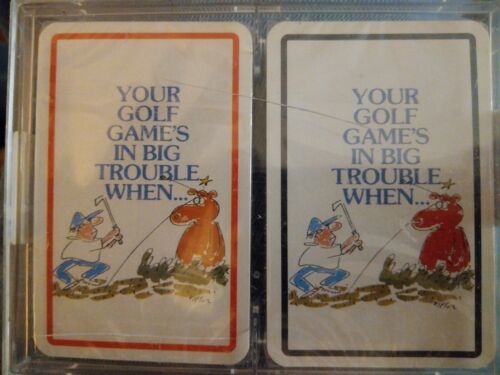 YOUR
GOLF
GAME'S
IN BIG
TROUBLE
WHEN...
YOUR
GOLF
GAME'S
IN BIG
TROUBLE
WHEN...